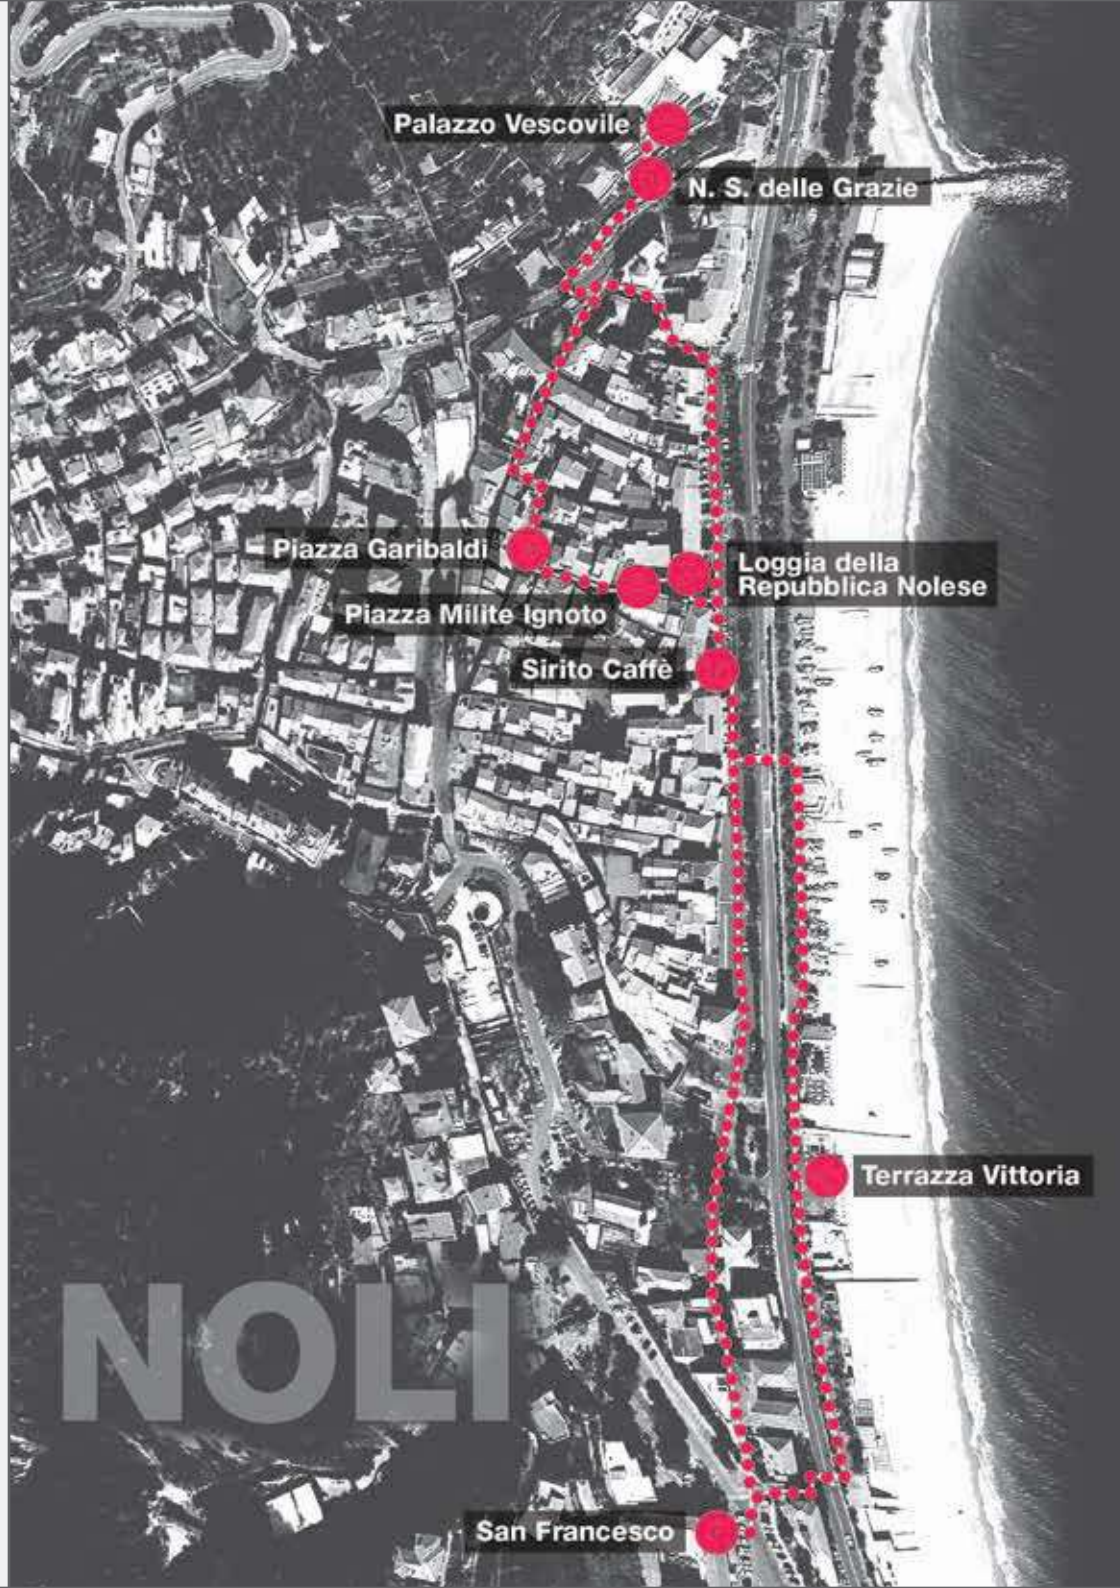 Palazzo Vescovile
N. S. delle Grazie
Piazza Garibaldi
Loggia della
Repubblica Nolese
Piazza Milite Ignoto
Sirito Caffè
Terrazza Vittoria
NOLI
San Francesco